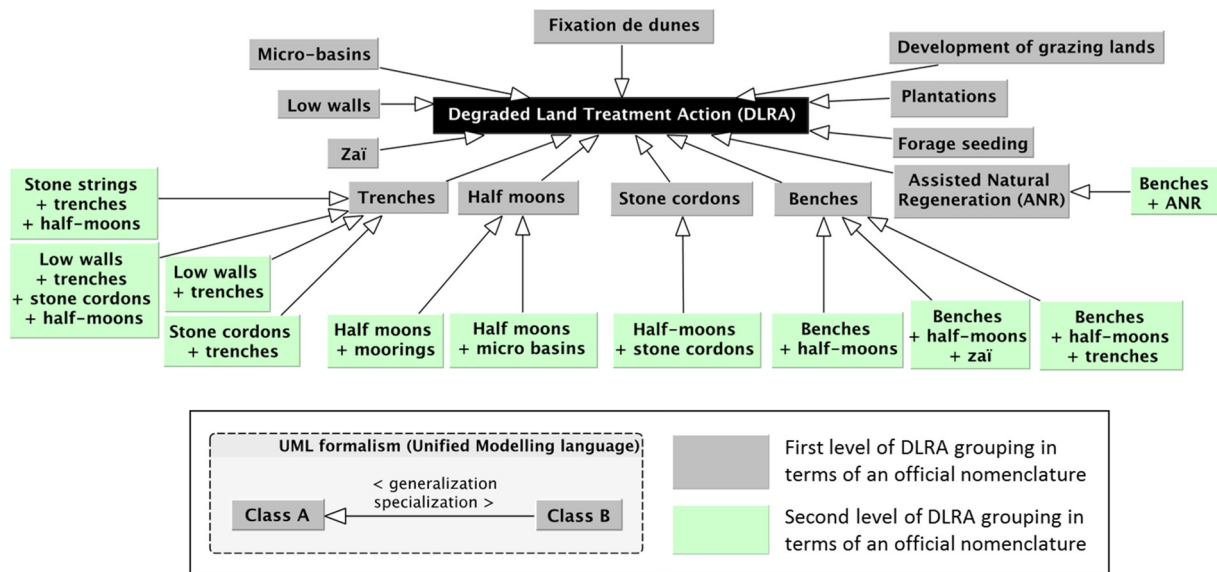 Fixation de dunes
Micro-basins
Development of grazing lands
Low walls
Degraded Land Treatment Action (DLRA)
Plantations
Zaï
Forage seeding
Stone strings
+ trenches
+ half-moons
Trenches
Half moons
Stone cordons
Benches
Assisted Natural
Regeneration (ANR)
Benches
+ ANR
Low walls
+ trenches
+ stone cordons
+ half-moons
Low walls
+ trenches
Stone cordons
+ trenches
Half moons
+ moorings
Half moons
+ micro basins
Half-moons
+ stone cordons
Benches
+ half-moons
Benches
+ half-moons
+ zaï
Benches
+ half-moons
+ trenches
UML formalism (Unified Modelling language)
< generalization
specialization >
Class A
Class B
First level of DLRA grouping in
terms of an official nomenclature
Second level of DLRA grouping in
terms of an official nomenclature